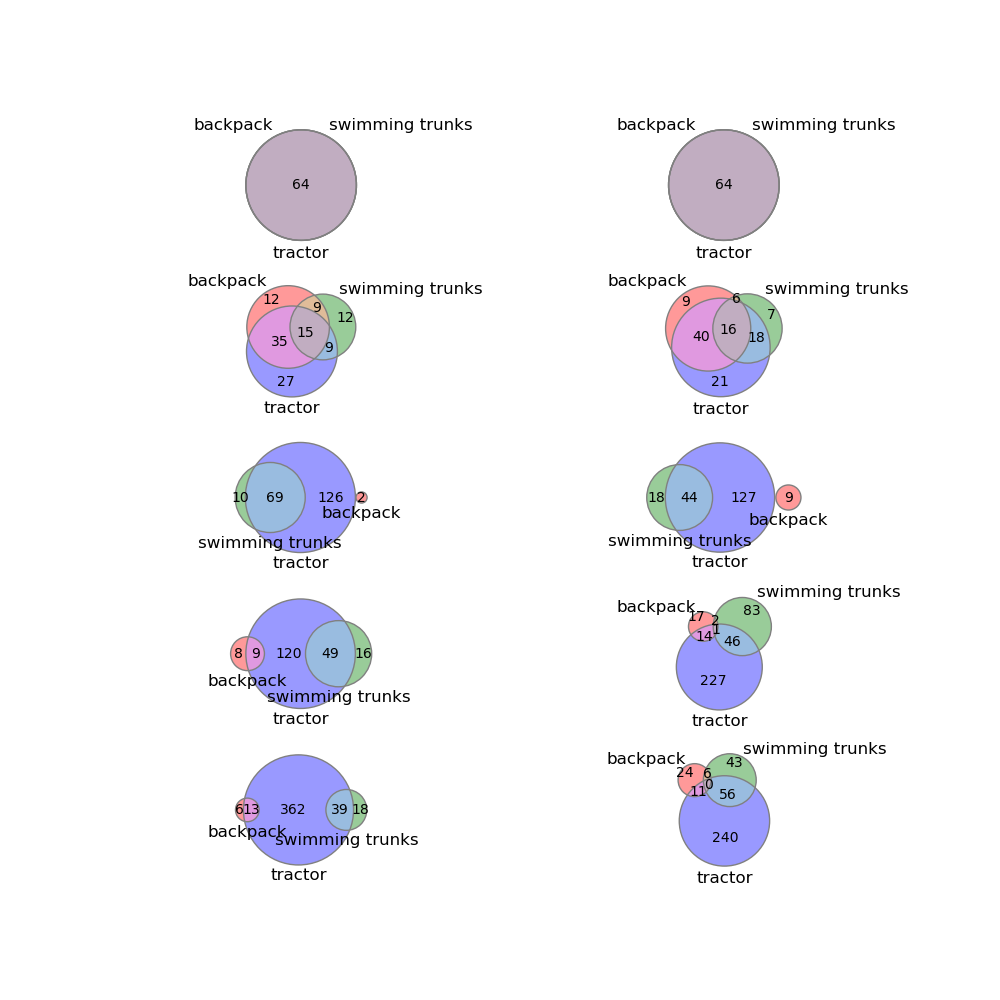 backpack swimming trunks
64
tractor
backpack swimming trunks
64
tractor
backpack
swimming trunks
12
9
12
35
15
9
27
tractor
backpack
swimming trunks
9
6
7
40
16
18
21
tractor
10
69
126
2
backpack
swimming trunks
tractor
18
44
127
9
backpack
swimming trunks
tractor
8
9
120
49
16
backpack
swimming trunks
tractor
swimming trunks
backpack
17
2
83
14
1
46
227
tractor
6
13
362
39
18
backpack
swimming trunks
tractor
swimming trunks
backpack
24
6
43
11
0
56
240
tractor